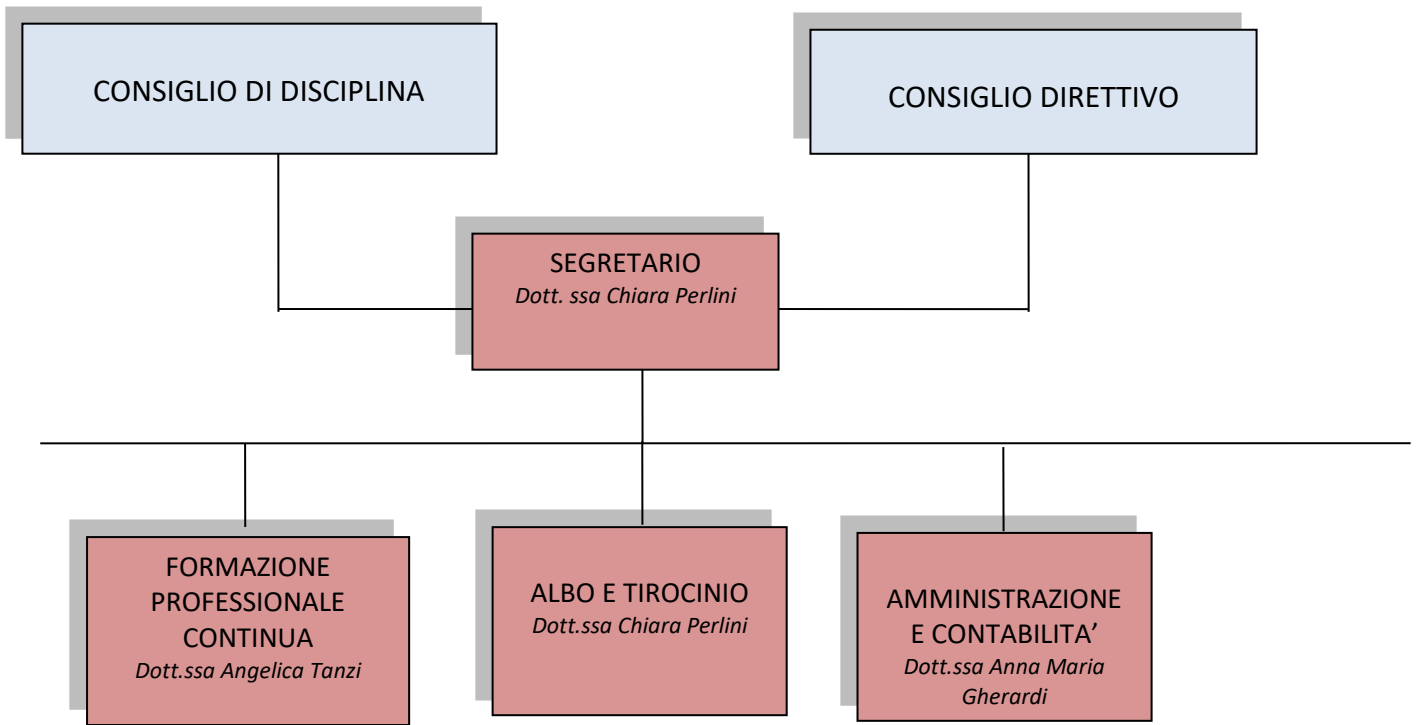 CONSIGLIO DI DISCIPLINA
CONSIGLIO DIRETTIVO
SEGRETARIO
Dott. ssa Chiara Perlini
FORMAZIONE
PROFESSIONALE
CONTINUA
Dott.ssa Angelica Tanzi
ALBO E TIROCINIO
Dott.ssa Chiara Perlini
AMMINISTRAZIONE
E CONTABILITA’
Dott.ssa Anna Maria
Gherardi